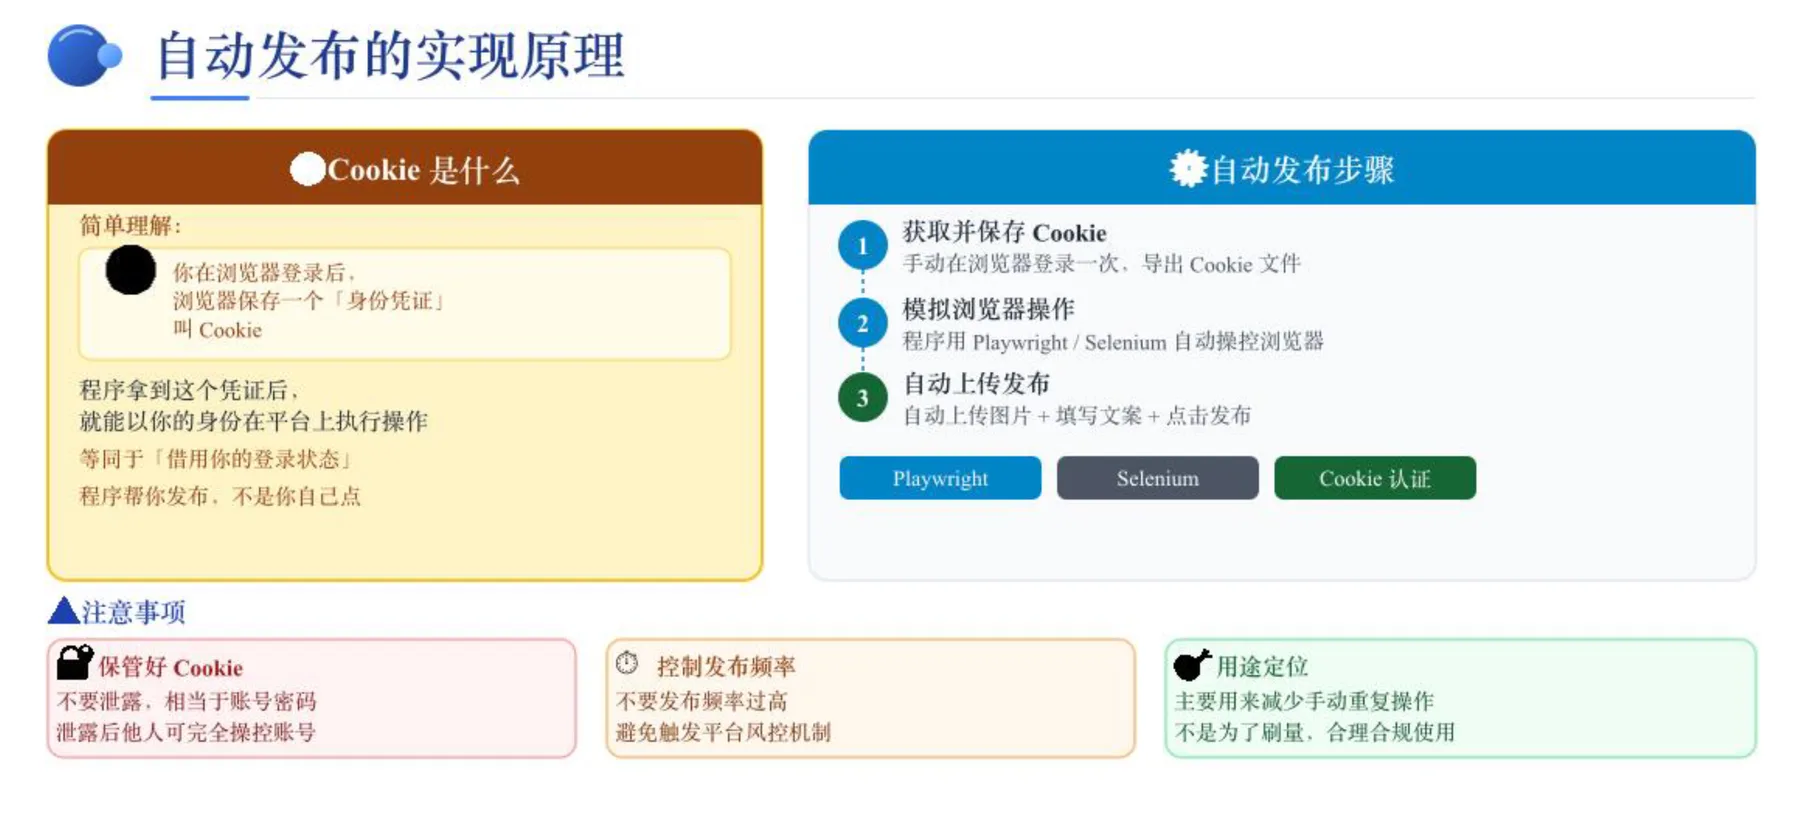 自动发布的实现原理
Cookie 是什么
简单理解：
你在浏览器登录后，
浏览器保存一个「身份凭证」
叫 Cookie
程序拿到这个凭证后，
就能以你的身份在平台上执行操作
等同于「借用你的登录状态」
程序帮你发布，不是你自己点
自动发布步骤
1
获取并保存 Cookie
手动在浏览器登录一次，导出 Cookie 文件
2
模拟浏览器操作
程序用 Playwright / Selenium 自动操控浏览器
3
自动上传发布
自动上传图片 + 填写文案 + 点击发布
Playwright
Selenium
Cookie 认证
注意事项
保管好 Cookie
不要泄露，相当于账号密码
泄露后他人可完全操控账号
控制发布频率
不要发布频率过高
避免触发平台风控机制
用途定位
主要用来减少手动重复操作
不是为了刷量，合理合规使用